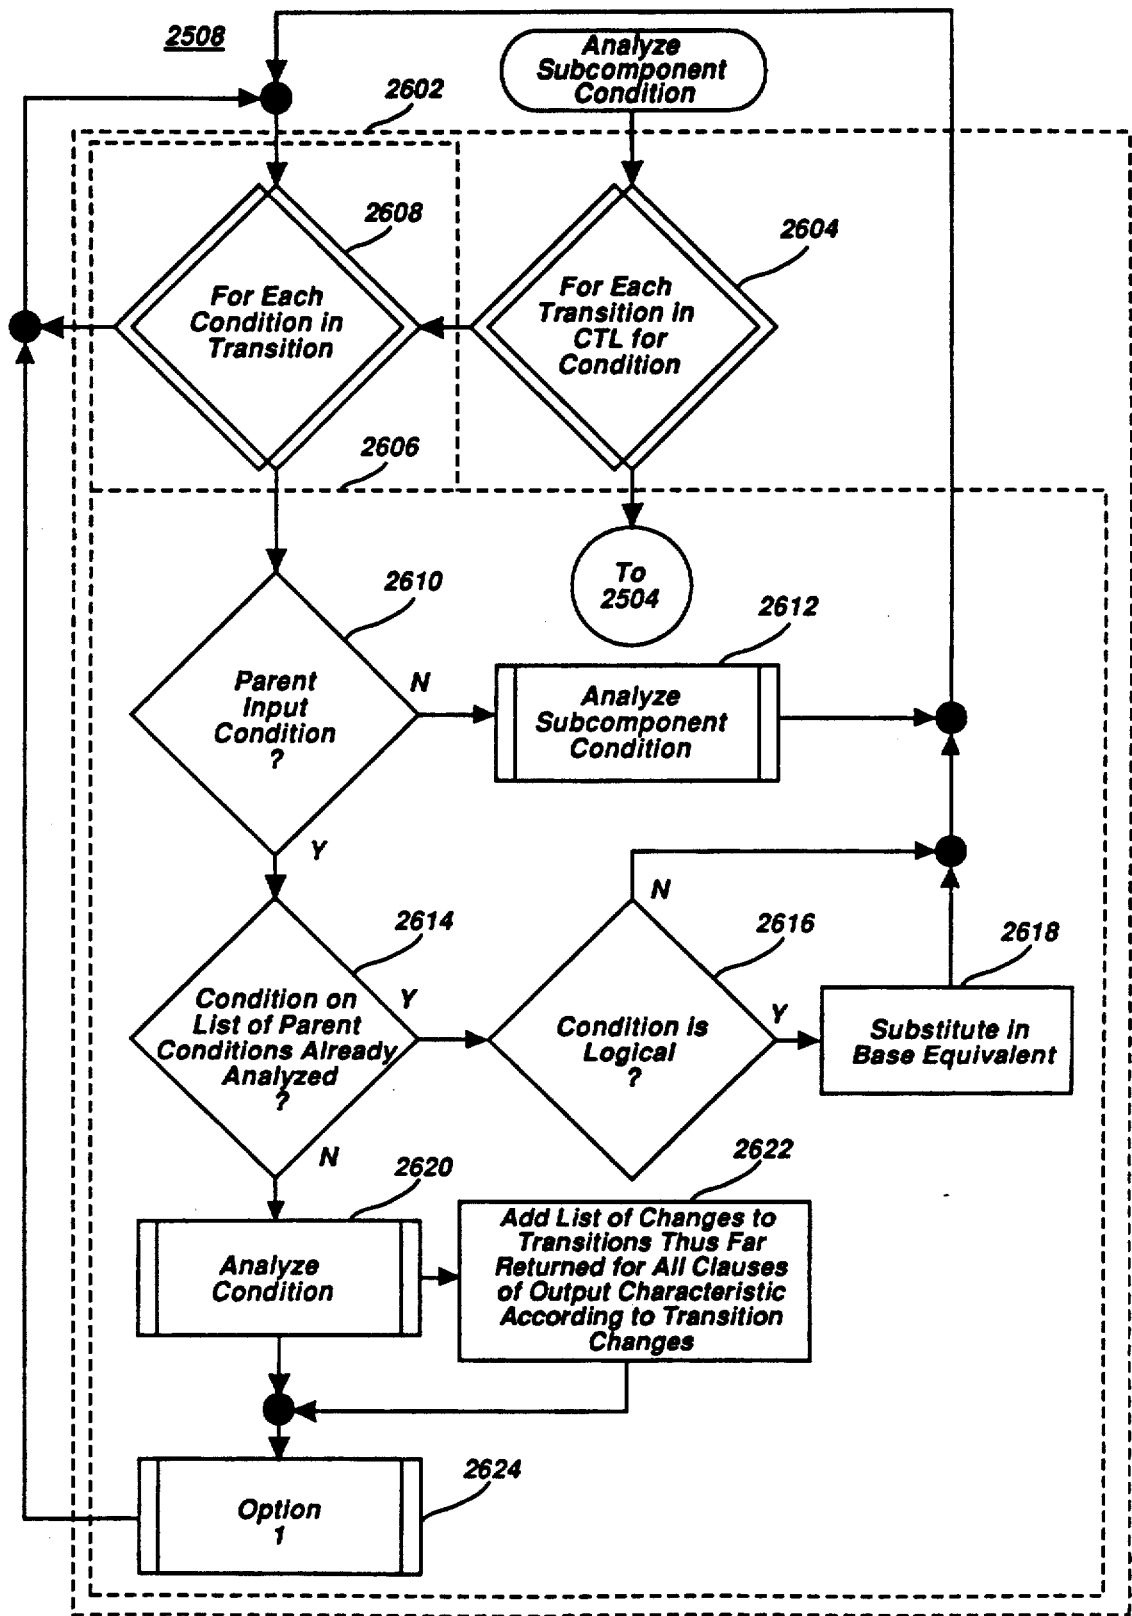 2508
Analyze
Subcomponent
Condition
2602
2608
2604
For Each
Condition in
Transition
For Each
Transition in
CTL for
Condition
2606
To
2504
2610
2612
Parent
Input
Condition
?
N
Analyze
Subcomponent
Condition
Y
N
2614
2616
2618
Condition on
List of Parent
Conditions Already
Analyzed
?
Y
Condition is
Logical
?
Y
Substitute in
Base Equivalent
N
2620
2622
Analyze
Condition
Add List of Changes to
Transitions Thus Far
Returned for All Clauses
of Output Characteristic
According to Transition
Changes
2624
Option
1